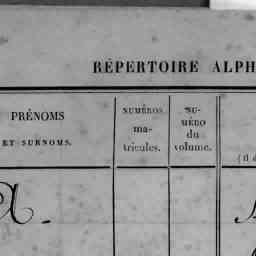 RÉPERTOIRE ALPH
PRÉNOMS
ET SURNOMS.
NUMÉROS
ma-
tricules.
NU-
MÉRO
du
volume.
A.